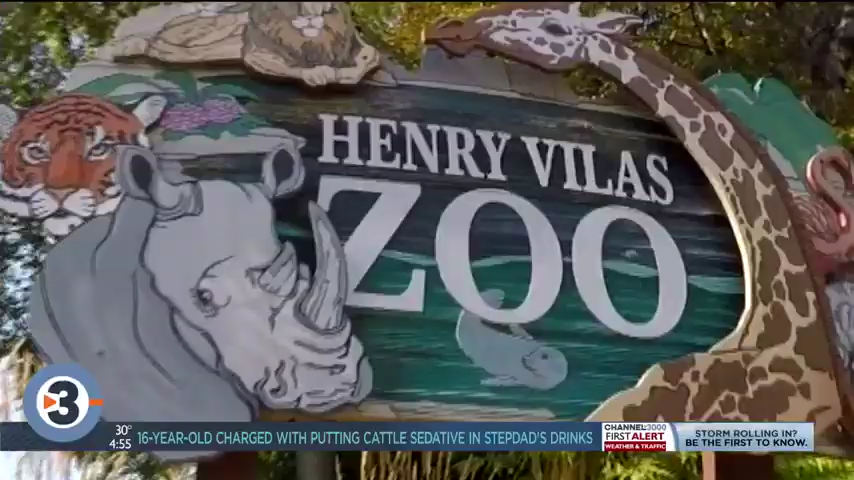 HENRY VILAS
ZOO
3
30°
4:55
16-YEAR-OLD CHARGED WITH PUTTING CATTLE SEDATIVE IN STEPDAD'S DRINKS
CHANNEL3000
FIRST ALERT
WEATHER & TRAFFIC
STORM ROLLING IN?
BE THE FIRST TO KNOW.